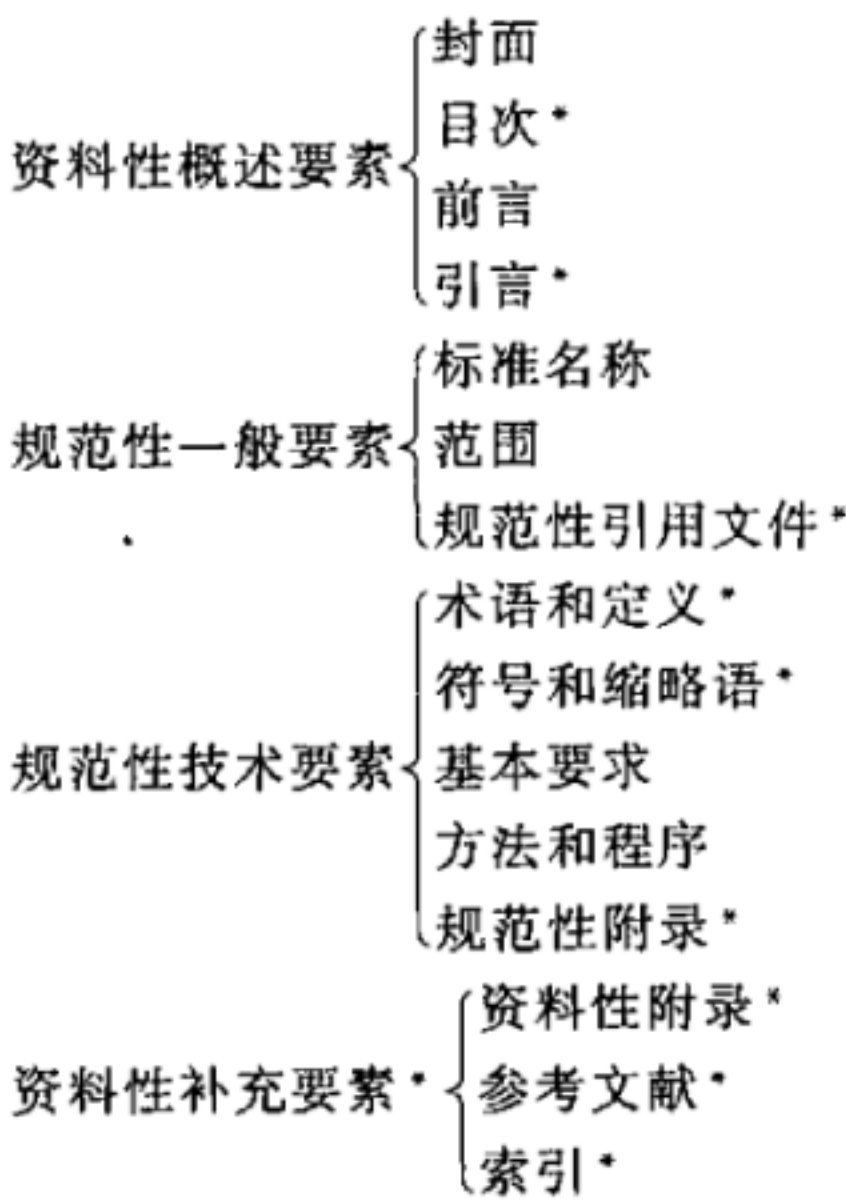 资料性概述要素
封面
目次*
前言
引言*
规范性一般要素
标准名称
范围
规范性引用文件*
规范性技术要素
术语和定义*
符号和缩略语*
基本要求
方法和程序
规范性附录*
资料性补充要素*
资料性附录*
参考文献*
索引*